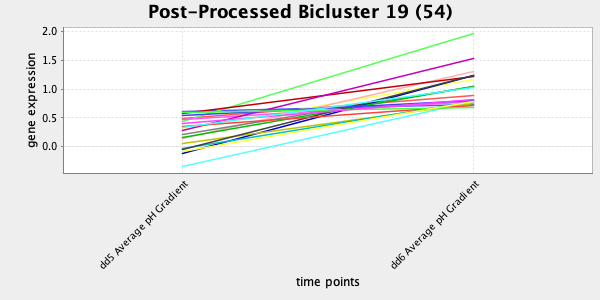 Post-Processed Bicluster 19 (54)
2.0
1.5
1.0
0.5
0.0
gene expression
dd5 Average pH Gradient
dd6 Average pH Gradient
time points